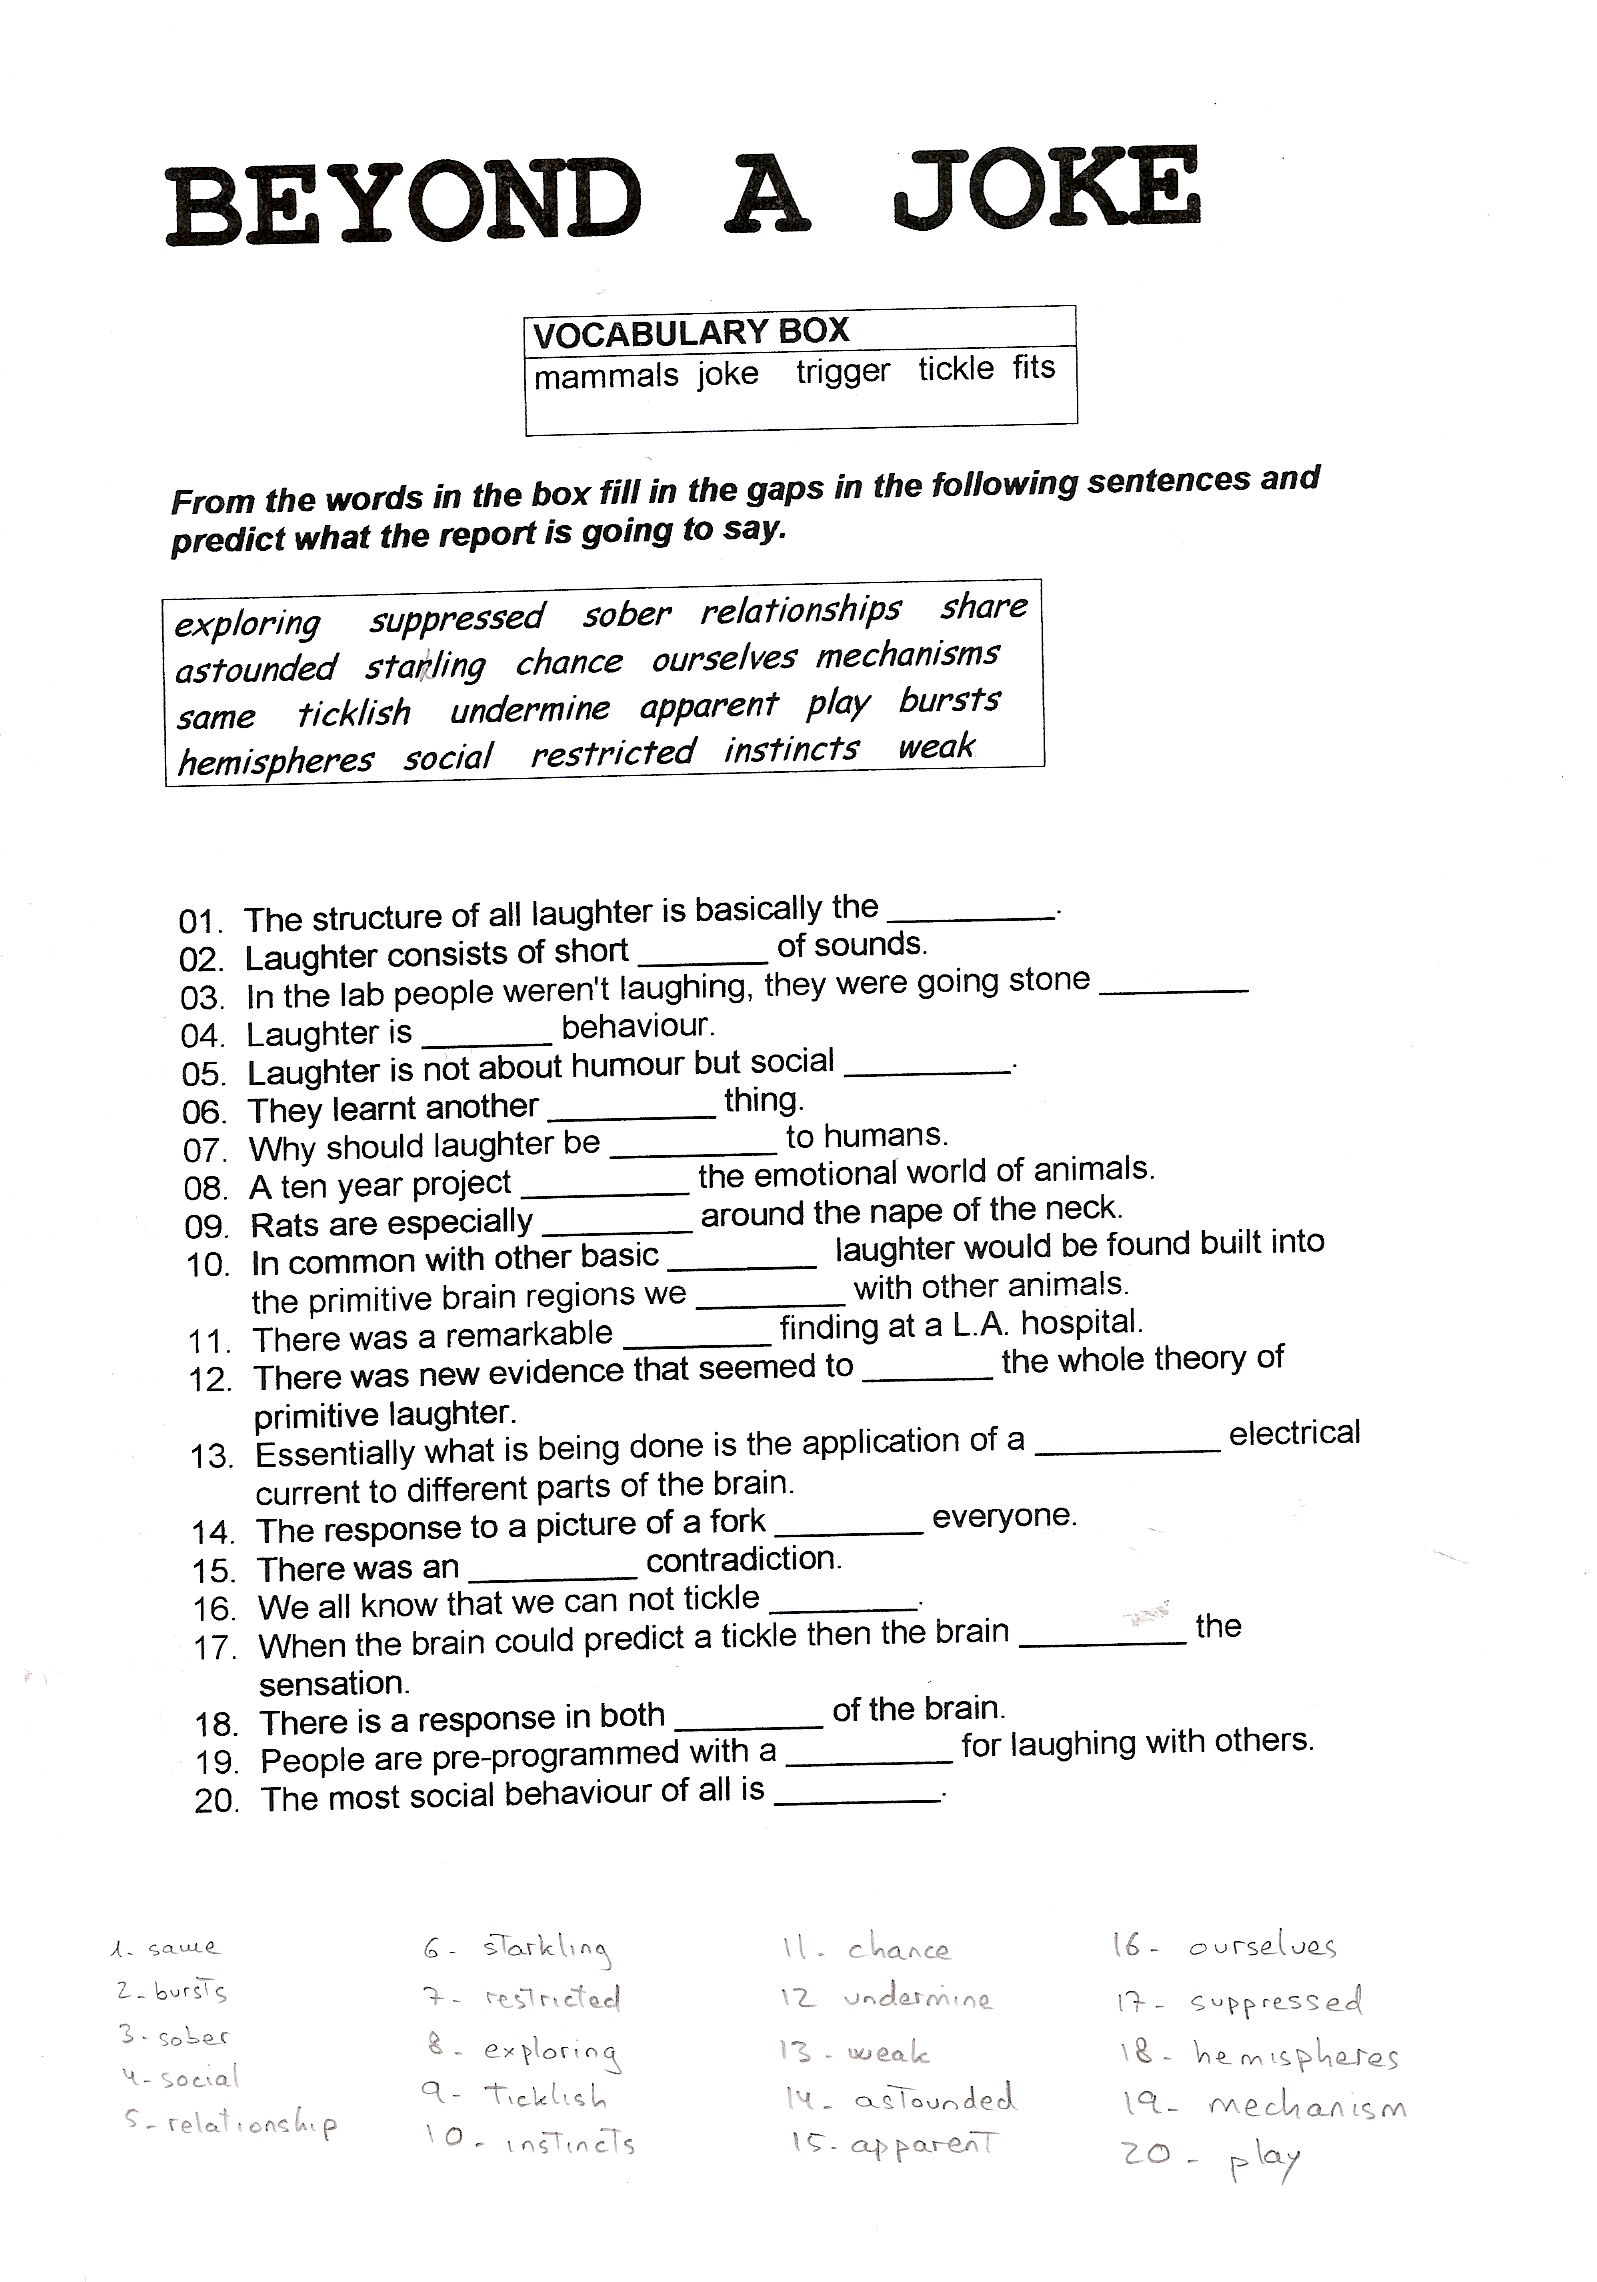 BEYOND A JOKE
VOCABULARY BOX
mammals joke trigger tickle fits
From the words in the box fill in the gaps in the following sentences and
predict what the report is going to say.
exploring suppressed sober relationships share
astounded starling chance ourselves mechanisms
same ticklish undermine apparent play bursts
hemispheres social restricted instincts weak
01. The structure of all laughter is basically the _________.
02. Laughter consists of short _______ of sounds.
03. In the lab people weren't laughing, they were going stone ________
04. Laughter is _______ behaviour.
05. Laughter is not about humour but social _________.
06. They learnt another _________ thing.
07. Why should laughter be _________ to humans.
08. A ten year project _________ the emotional world of animals.
09. Rats are especially ________ around the nape of the neck.
10. In common with other basic ________ laughter would be found built into
the primitive brain regions we ________ with other animals.
11. There was a remarkable ________ finding at a L.A. hospital.
12. There was new evidence that seemed to _______ the whole theory of
primitive laughter.
13. Essentially what is being done is the application of a __________ electrical
current to different parts of the brain.
14. The response to a picture of a fork ________ everyone.
15. There was an _________ contradiction.
16. We all know that we can not tickle ________.
17. When the brain could predict a tickle then the brain _________ the
sensation.
18. There is a response in both ________ of the brain.
19. People are pre-programmed with a _________ for laughing with others.
20. The most social behaviour of all is _________.
1. same
2. bursts
3. sober
4. social
5. relationship
6. starkling
7. restricted
8. exploring
9. ticklish
10. instincts
11. chance
12 undermine
13. weak
14. astounded
15. apparent
16. ourselves
17. suppressed
18. hemispheres
19. mechanism
20. play